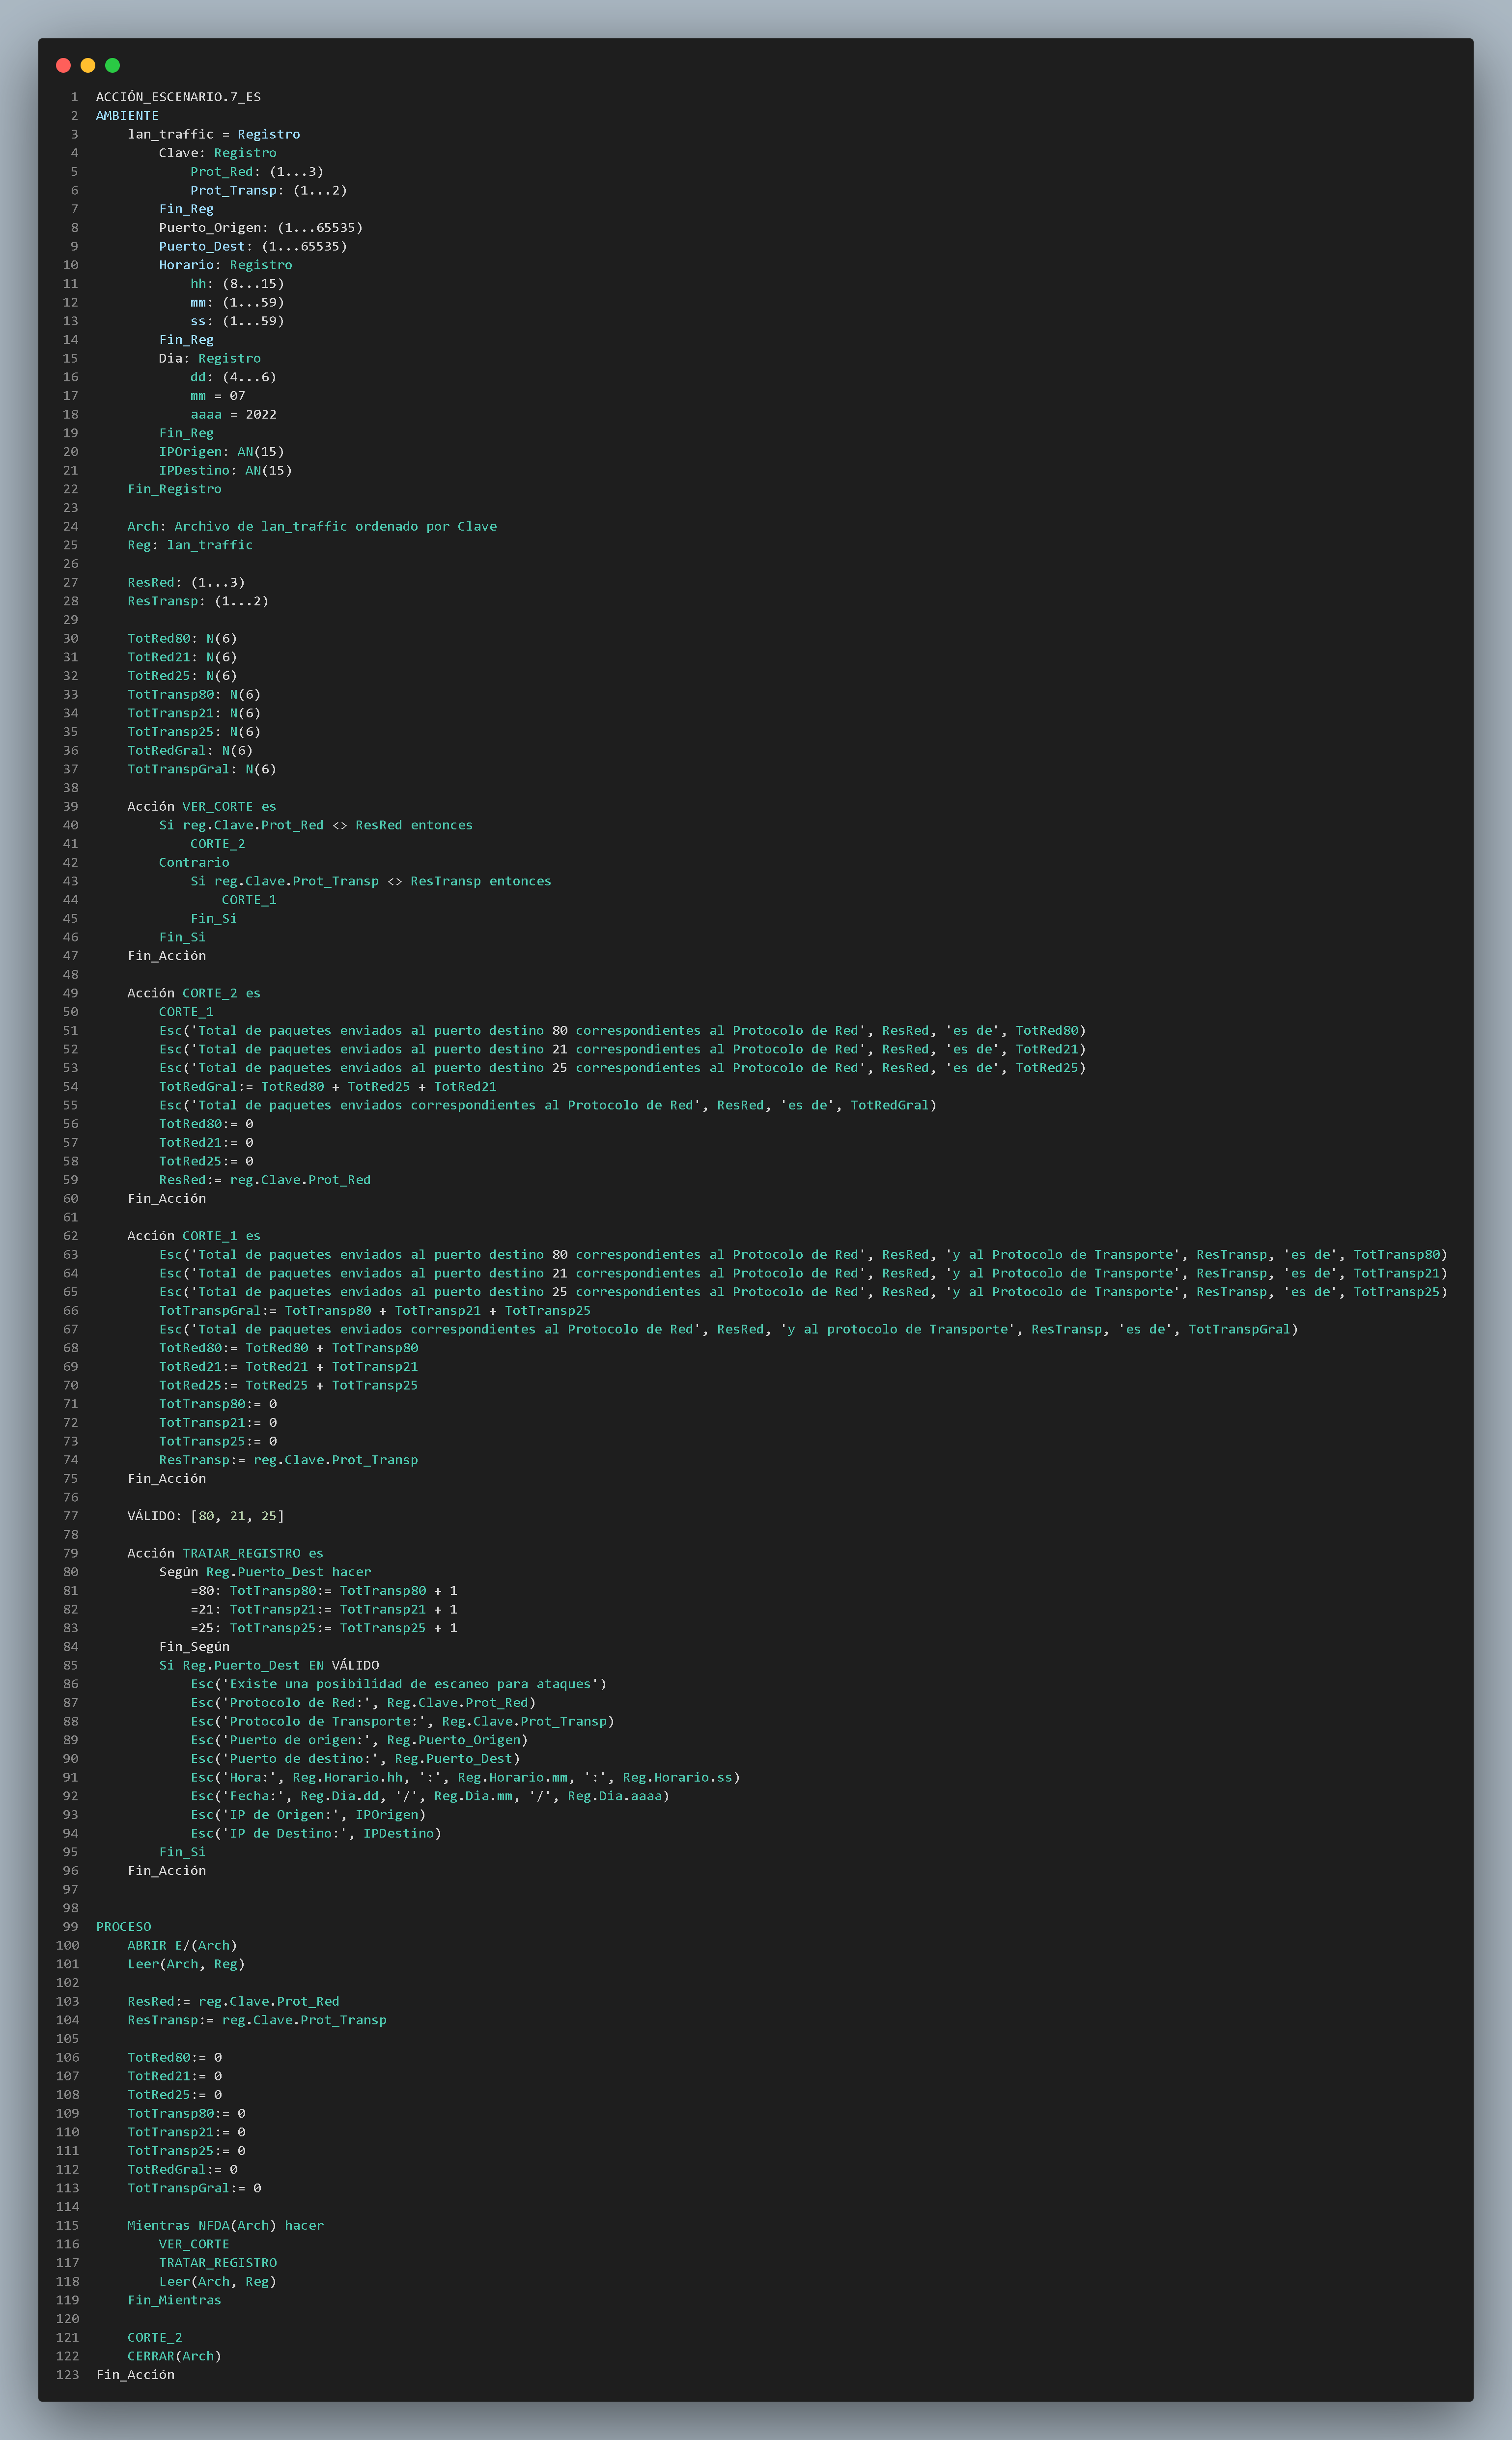 1 ACCIÓN_ESCENARIO.7_ES
2 AMBIENTE
3     lan_traffic = Registro
4         Clave: Registro
5             Prot_Red: (1...3)
6             Prot_Transp: (1...2)
7         Fin_Reg
8         Puerto_Origen: (1...65535)
9         Puerto_Dest: (1...65535)
10         Horario: Registro
11             hh: (8...15)
12             mm: (1...59)
13             ss: (1...59)
14         Fin_Reg
15         Dia: Registro
16             dd: (4...6)
17             mm = 07
18             aaaa = 2022
19         Fin_Reg
20         IPOrigen: AN(15)
21         IPDestino: AN(15)
22     Fin_Registro
23
24     Arch: Archivo de lan_traffic ordenado por Clave
25     Reg: lan_traffic
26
27     ResRed: (1...3)
28     ResTransp: (1...2)
29
30     TotRed80: N(6)
31     TotRed21: N(6)
32     TotRed25: N(6)
33     TotTransp80: N(6)
34     TotTransp21: N(6)
35     TotTransp25: N(6)
36     TotRedGral: N(6)
37     TotTranspGral: N(6)
38
39     Acción VER_CORTE es
40         Si reg.Clave.Prot_Red <> ResRed entonces
41             CORTE_2
42         Contrario
43             Si reg.Clave.Prot_Transp <> ResTransp entonces
44                 CORTE_1
45             Fin_Si
46         Fin_Si
47     Fin_Acción
48
49     Acción CORTE_2 es
50         CORTE_1
51         Esc('Total de paquetes enviados al puerto destino 80 correspondientes al Protocolo de Red', ResRed, 'es de', TotRed80)
52         Esc('Total de paquetes enviados al puerto destino 21 correspondientes al Protocolo de Red', ResRed, 'es de', TotRed21)
53         Esc('Total de paquetes enviados al puerto destino 25 correspondientes al Protocolo de Red', ResRed, 'es de', TotRed25)
54         TotRedGral:= TotRed80 + TotRed25 + TotRed21
55         Esc('Total de paquetes enviados correspondientes al Protocolo de Red', ResRed, 'es de', TotRedGral)
56         TotRed80:= 0
57         TotRed21:= 0
58         TotRed25:= 0
59         ResRed:= reg.Clave.Prot_Red
60     Fin_Acción
61
62     Acción CORTE_1 es
63         Esc('Total de paquetes enviados al puerto destino 80 correspondientes al Protocolo de Red', ResRed, 'y al Protocolo de Transporte', ResTransp, 'es de', TotTransp80)
64         Esc('Total de paquetes enviados al puerto destino 21 correspondientes al Protocolo de Red', ResRed, 'y al Protocolo de Transporte', ResTransp, 'es de', TotTransp21)
65         Esc('Total de paquetes enviados al puerto destino 25 correspondientes al Protocolo de Red', ResRed, 'y al Protocolo de Transporte', ResTransp, 'es de', TotTransp25)
66         TotTranspGral:= TotTransp80 + TotTransp21 + TotTransp25
67         Esc('Total de paquetes enviados correspondientes al Protocolo de Red', ResRed, 'y al protocolo de Transporte', ResTransp, 'es de', TotTranspGral)
68         TotRed80:= TotRed80 + TotTransp80
69         TotRed21:= TotRed21 + TotTransp21
70         TotRed25:= TotRed25 + TotTransp25
71         TotTransp80:= 0
72         TotTransp21:= 0
73         TotTransp25:= 0
74         ResTransp:= reg.Clave.Prot_Transp
75     Fin_Acción
76
77     VÁLIDO: [80, 21, 25]
78
79     Acción TRATAR_REGISTRO es
80         Según Reg.Puerto_Dest hacer
81             =80: TotTransp80:= TotTransp80 + 1
82             =21: TotTransp21:= TotTransp21 + 1
83             =25: TotTransp25:= TotTransp25 + 1
84         Fin_Según
85         Si Reg.Puerto_Dest EN VÁLIDO
86             Esc('Existe una posibilidad de escaneo para ataques')
87             Esc('Protocolo de Red:', Reg.Clave.Prot_Red)
88             Esc('Protocolo de Transporte:', Reg.Clave.Prot_Transp)
89             Esc('Puerto de origen:', Reg.Puerto_Origen)
90             Esc('Puerto de destino:', Reg.Puerto_Dest)
91             Esc('Hora:', Reg.Horario.hh, ':', Reg.Horario.mm, ':', Reg.Horario.ss)
92             Esc('Fecha:', Reg.Dia.dd, '/', Reg.Dia.mm, '/', Reg.Dia.aaaa)
93             Esc('IP de Origen:', IPOrigen)
94             Esc('IP de Destino:', IPDestino)
95         Fin_Si
96     Fin_Acción
97
98
99 PROCESO
100     ABRIR E/(Arch)
101     Leer(Arch, Reg)
102
103     ResRed:= reg.Clave.Prot_Red
104     ResTransp:= reg.Clave.Prot_Transp
105
106     TotRed80:= 0
107     TotRed21:= 0
108     TotRed25:= 0
109     TotTransp80:= 0
110     TotTransp21:= 0
111     TotTransp25:= 0
112     TotRedGral:= 0
113     TotTranspGral:= 0
114
115     Mientras NFDA(Arch) hacer
116         VER_CORTE
117         TRATAR_REGISTRO
118         Leer(Arch, Reg)
119     Fin_Mientras
120
121     CORTE_2
122     CERRAR(Arch)
123 Fin_Acción